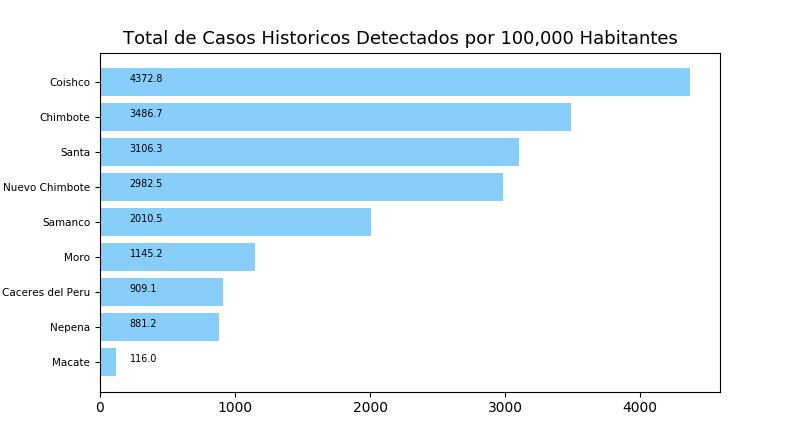 Total de Casos Historicos Detectados por 100,000 Habitantes
Coishco 4372.8
Chimbote 3486.7
Santa 3106.3
Nuevo Chimbote 2982.5
Samanco 2010.5
Moro 1145.2
Caceres del Peru 909.1
Nepena 881.2
Macate 116.0
0 1000 2000 3000 4000